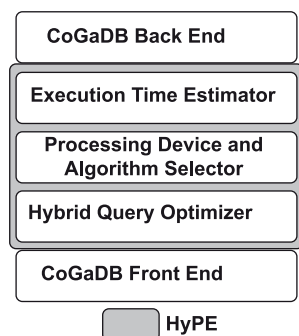 CoGaDB Back End
Execution Time Estimator
Processing Device and
Algorithm Selector
Hybrid Query Optimizer
CoGaDB Front End
HyPE